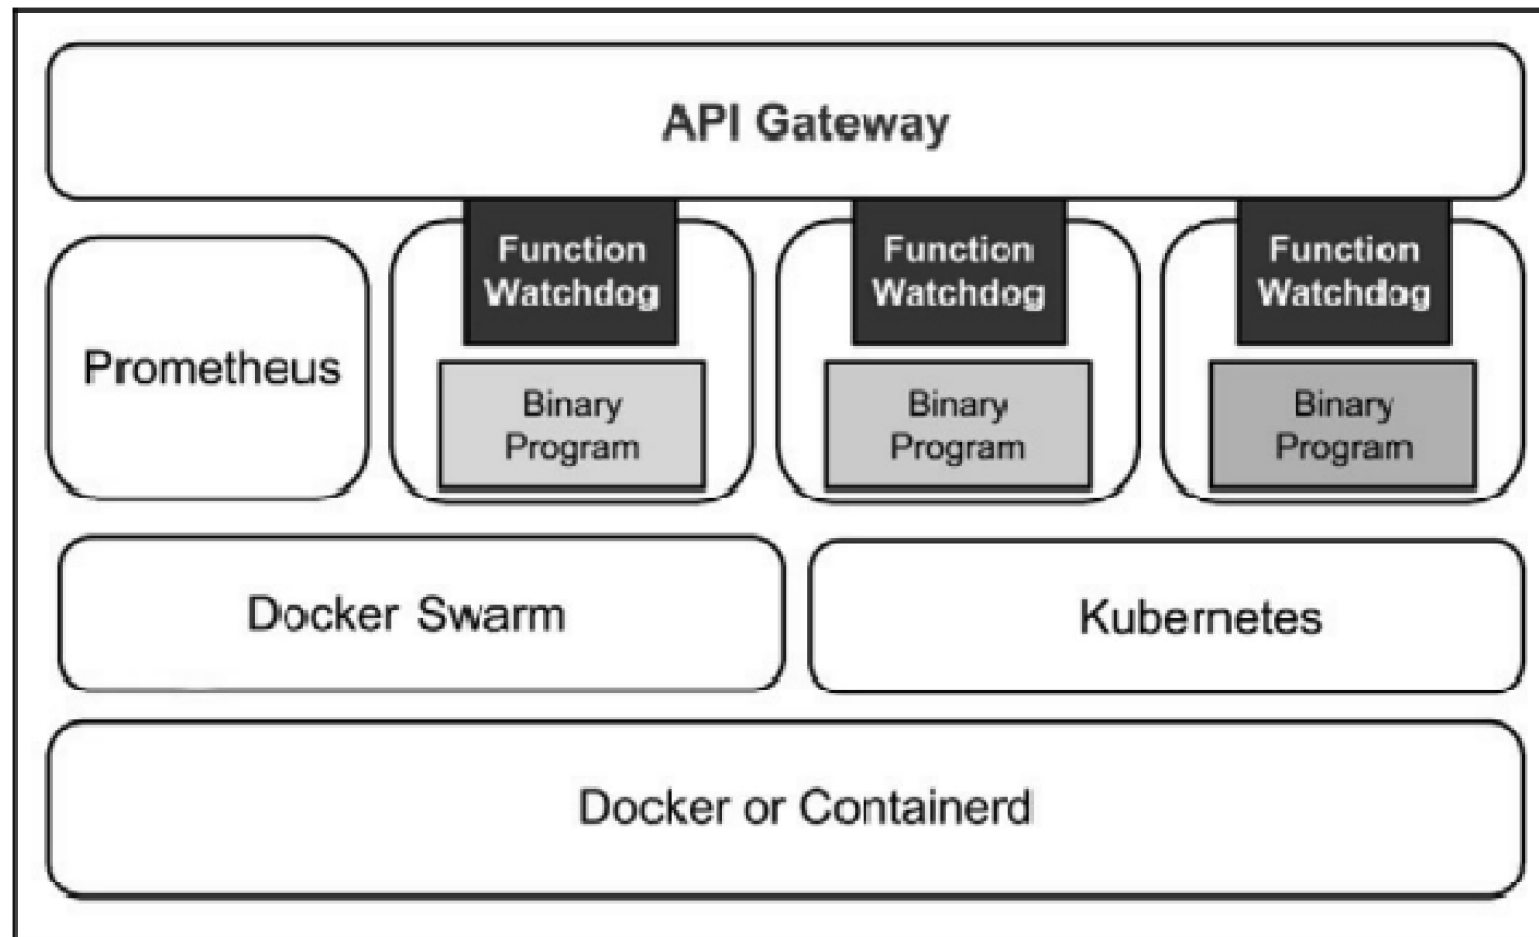 API Gateway
Function
Watchdog
Function
Watchdog
Function
Watchdog
Prometheus
Binary
Program
Binary
Program
Binary
Program
Docker Swarm
Kubernetes
Docker or Containerd